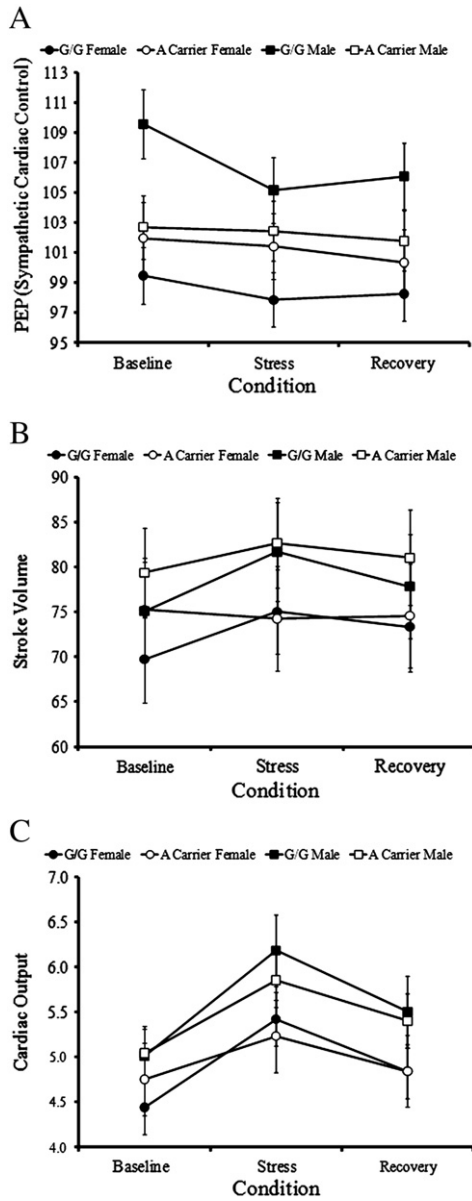 A
G/G Female A Carrier Female G/G Male A Carrier Male
PEP (Sympathetic Cardiac Control)
113
111
109
107
105
103
101
99
97
95
Baseline Stress Recovery
Condition
B
G/G Female A Carrier Female G/G Male A Carrier Male
Stroke Volume
90
85
80
75
70
65
60
Baseline Stress Recovery
Condition
C
G/G Female A Carrier Female G/G Male A Carrier Male
Cardiac Output
7.0
6.5
6.0
5.5
5.0
4.5
4.0
Baseline Stress Recovery
Condition